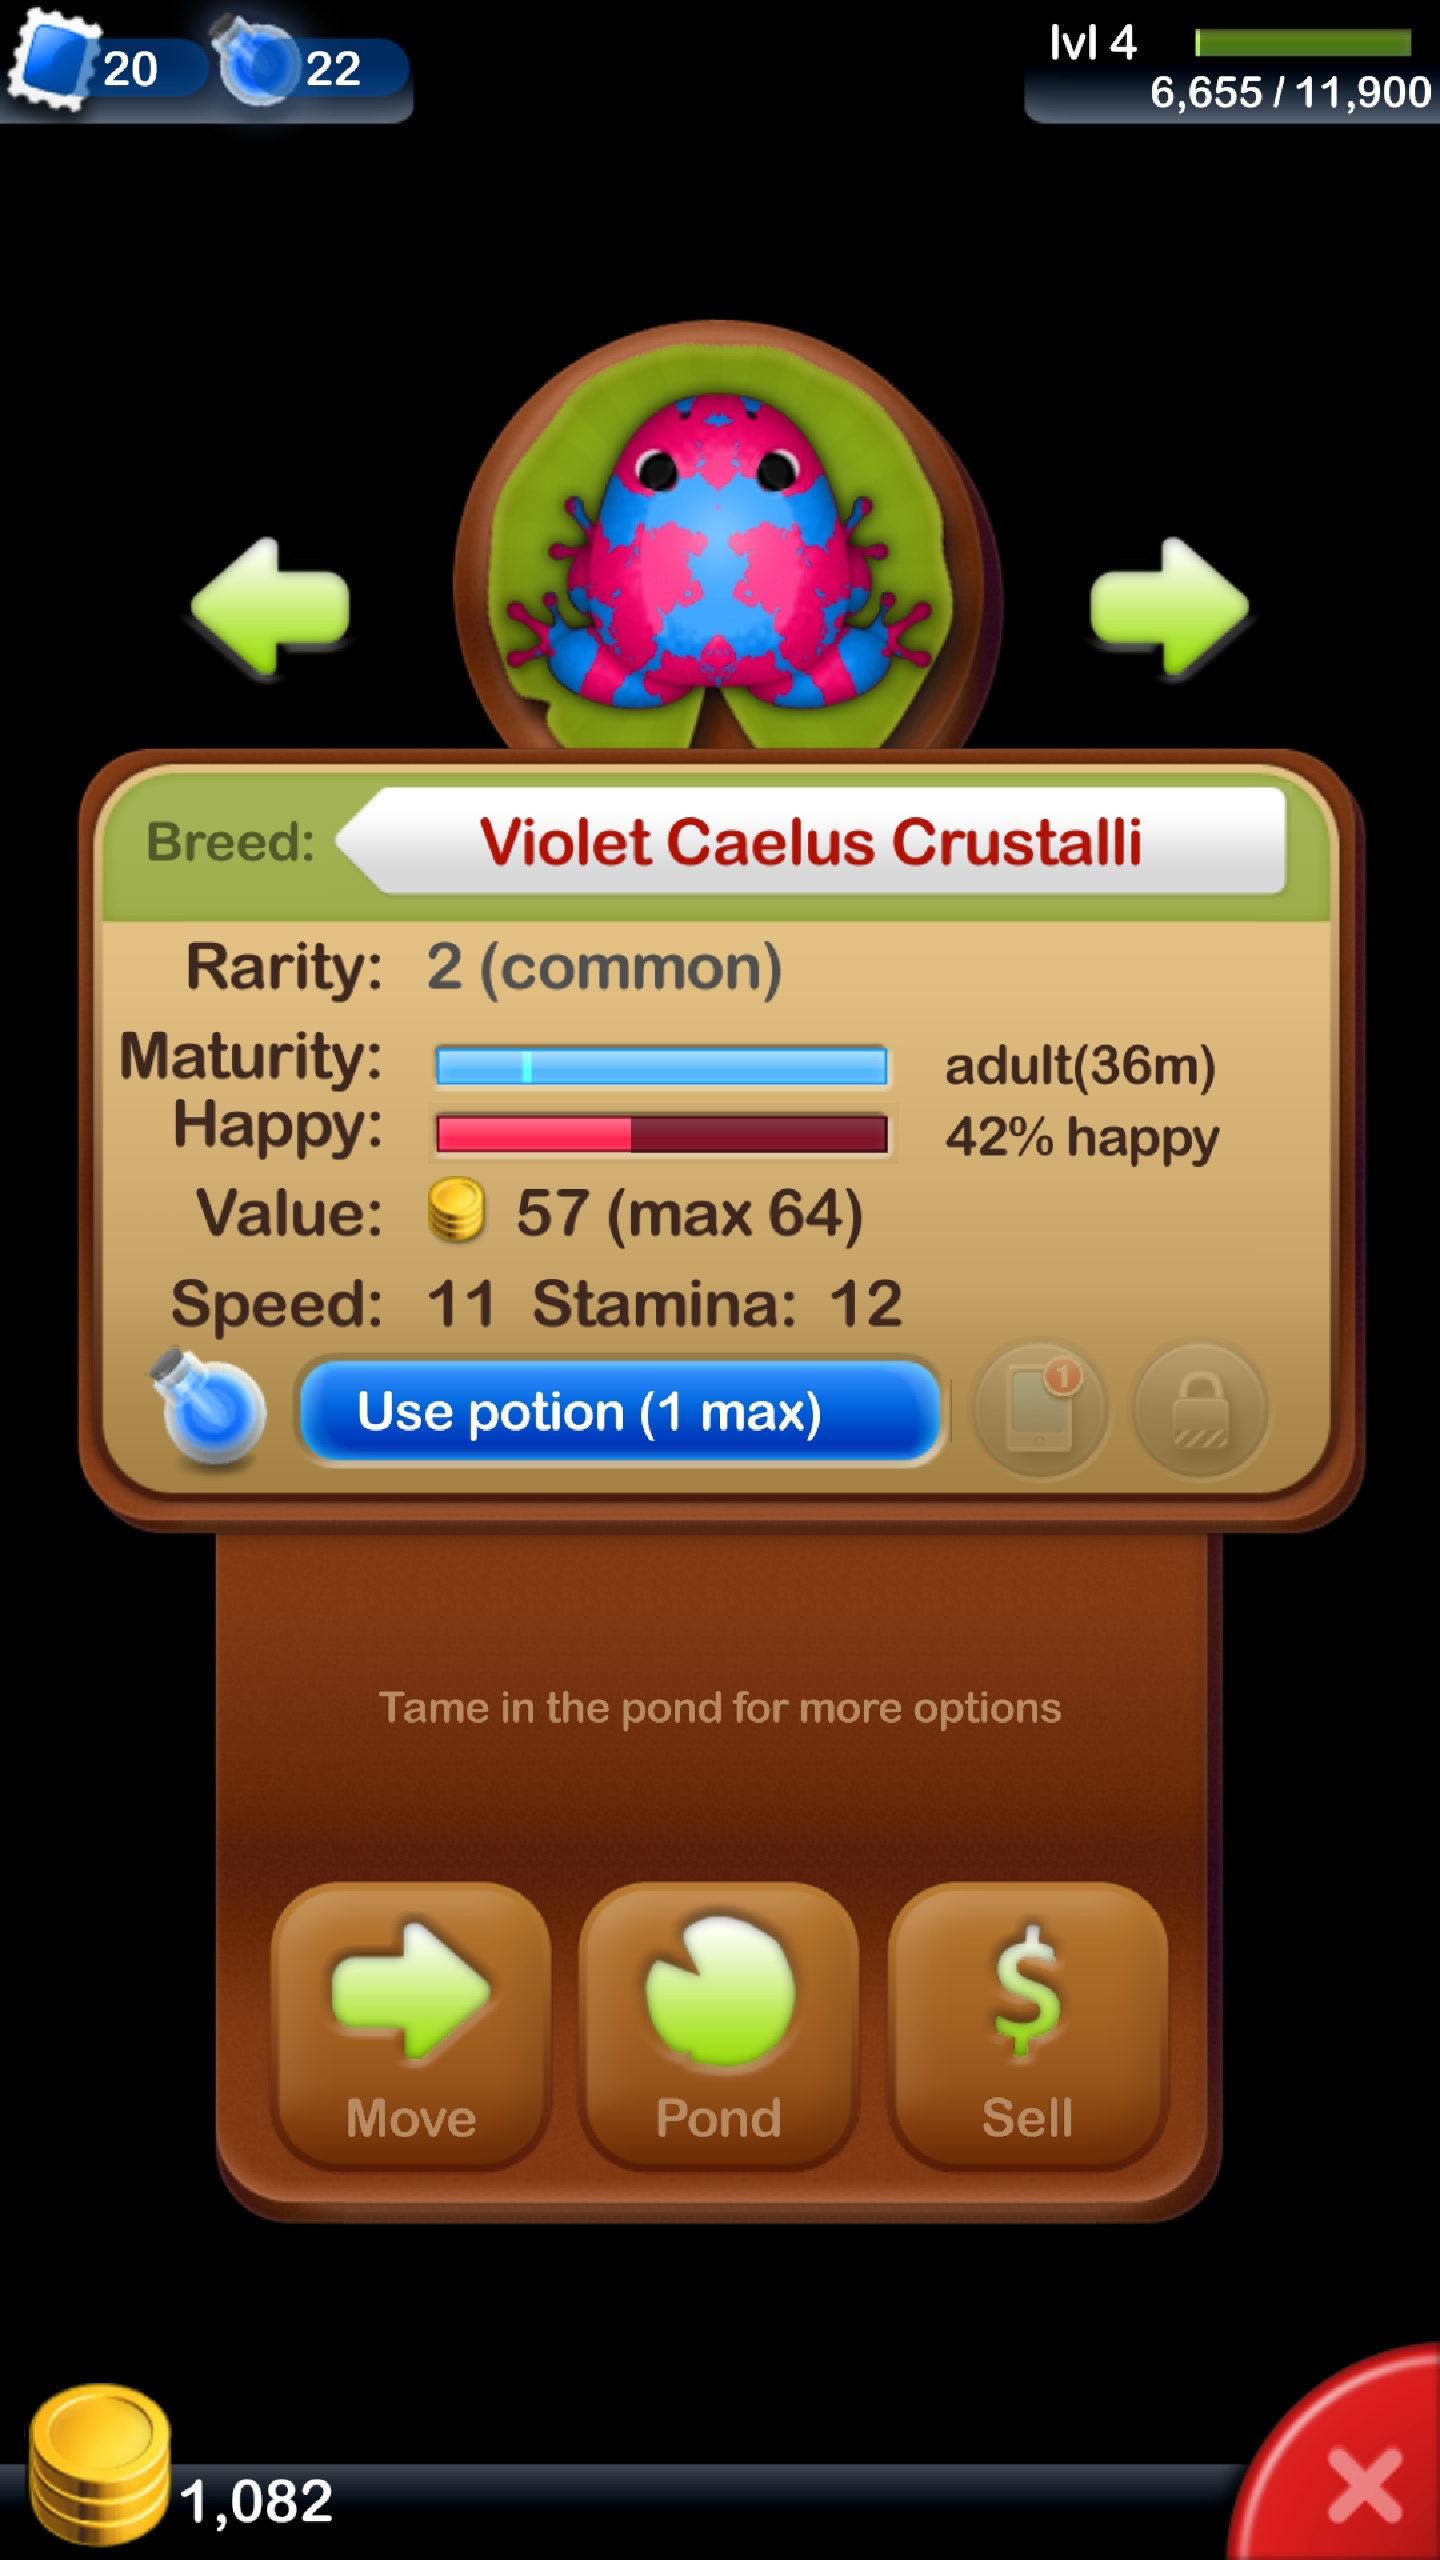 20 22 lvl 4
6,655 / 11,900
Breed: Violet Caelus Crustalli
Rarity: 2 (common)
Maturity: adult(36m)
Happy: 42% happy
Value: 57 (max 64)
Speed: 11 Stamina: 12
Use potion (1 max) 1
Tame in the pond for more options
$
Move Pond Sell
1,082